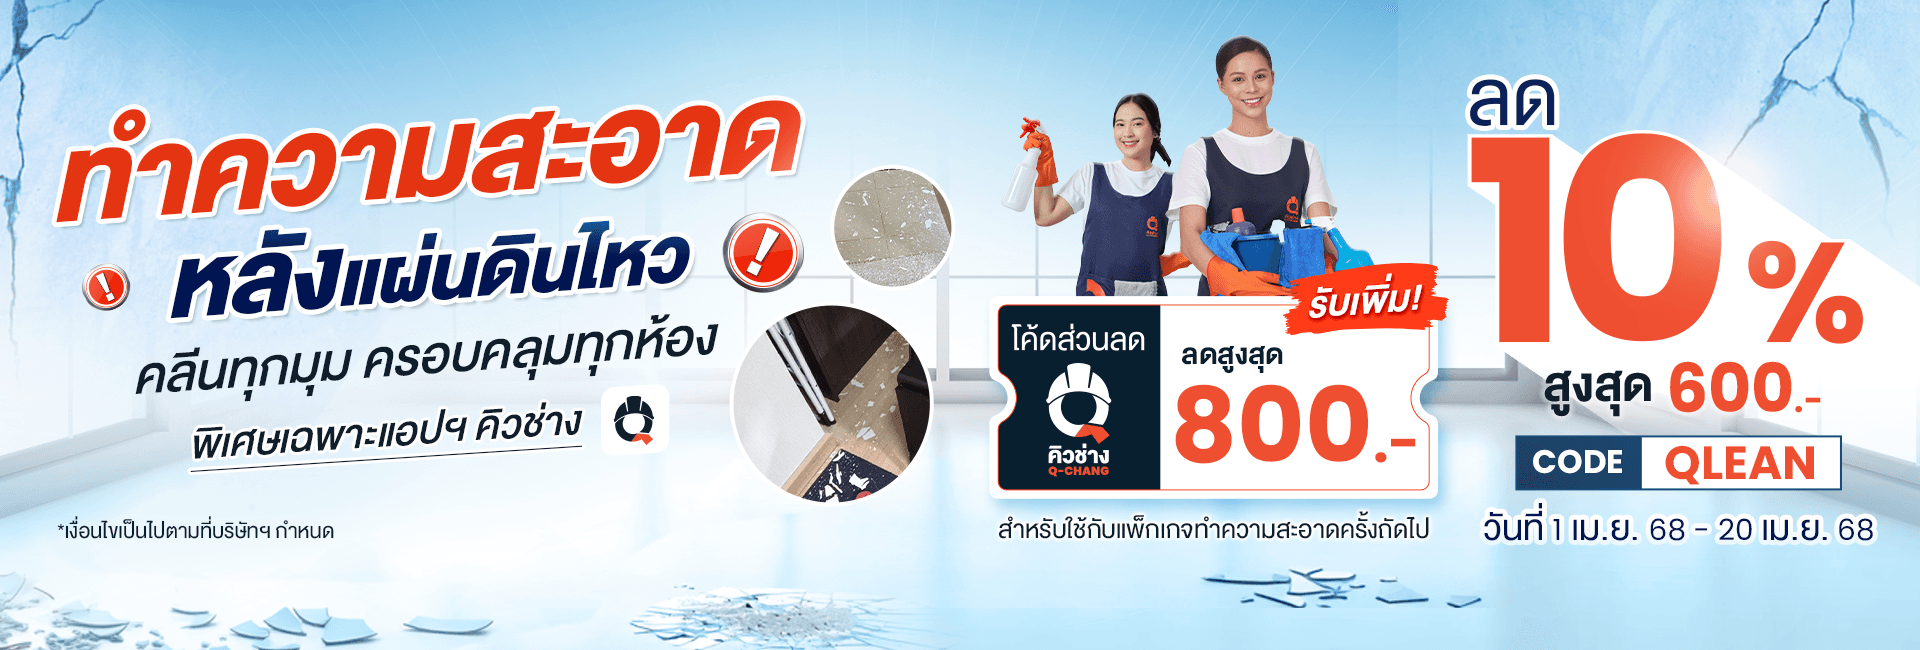 ทำความสะอาด
หลังแผ่นดินไหว
คลีนทุกมุม ครอบคลุมทุกห้อง
พิเศษเฉพาะแอปฯ คิวช่าง
*เงื่อนไขเป็นไปตามที่บริษัทฯ กำหนด
รับเพิ่ม!
โค้ดส่วนลด
คิวช่าง
Q-CHANG
ลดสูงสุด
800.-
สำหรับใช้กับแพ็กเกจทำความสะอาดครั้งถัดไป
ลด
10%
สูงสุด 600.-
CODE QLEAN
วันที่ 1 เม.ย. 68 - 20 เม.ย. 68